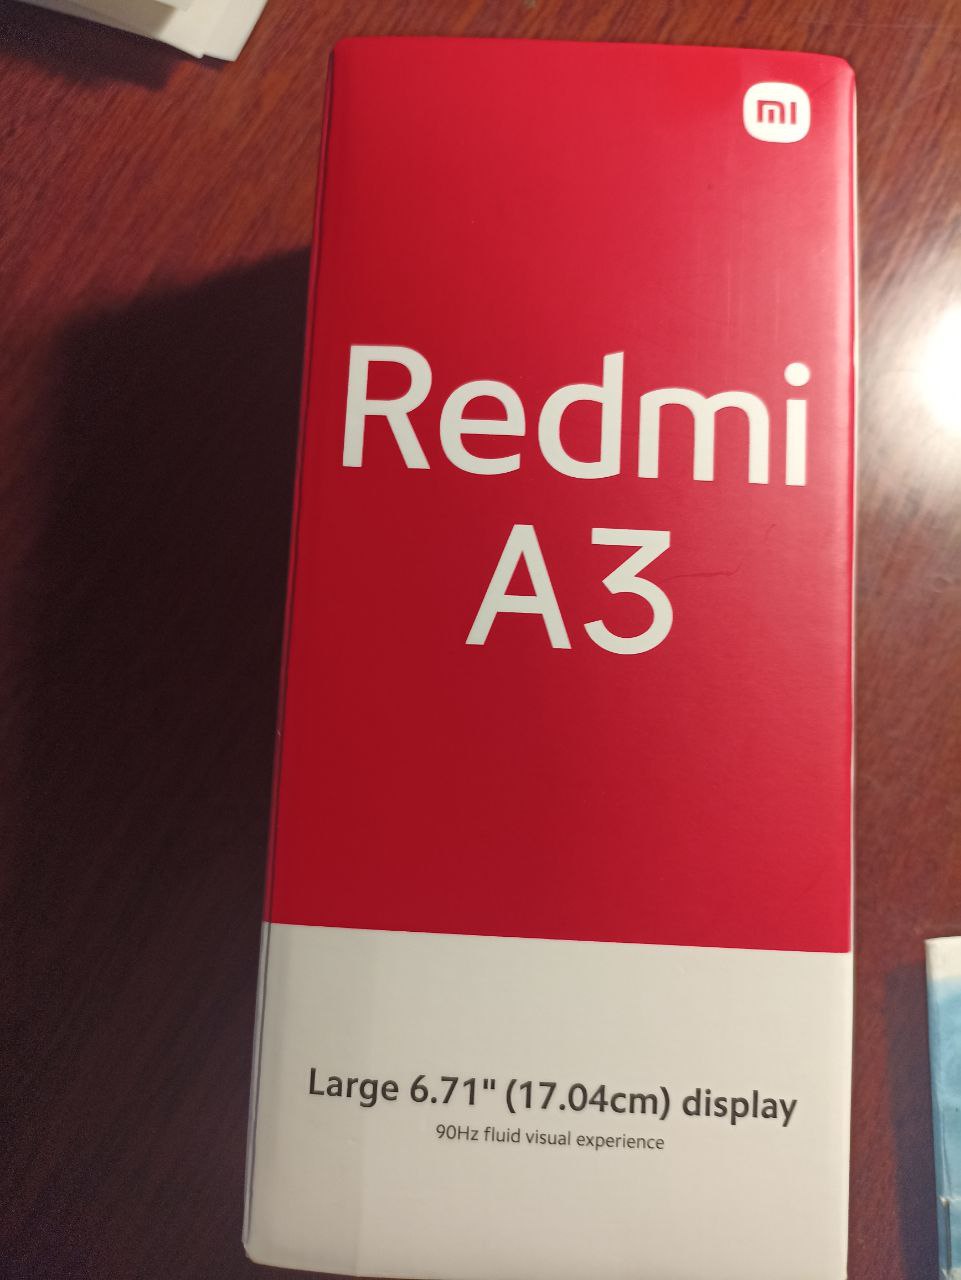 mi
Redmi
A3
Large 6.71" (17.04cm) display
90Hz fluid visual experience